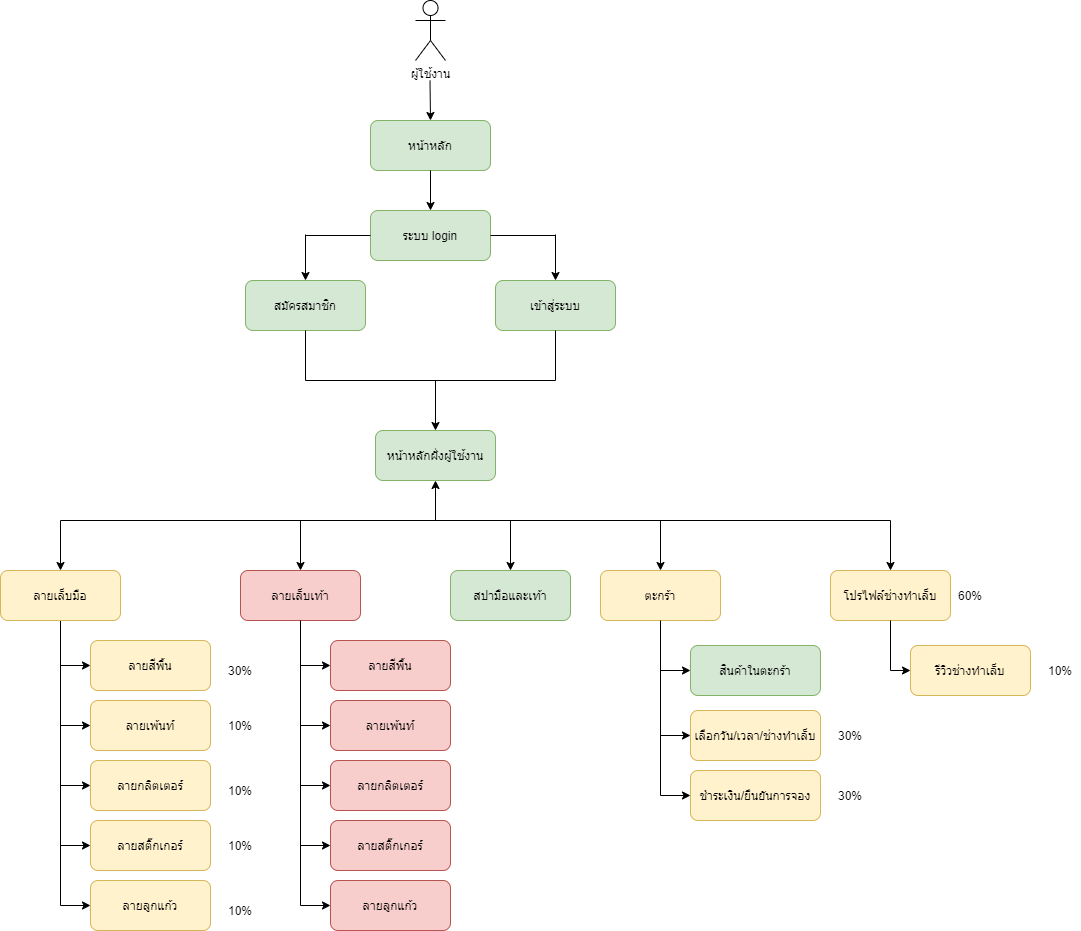 ผู้ใช้งาน
หน้าหลัก
ระบบ login
สมัครสมาชิก
เข้าสู่ระบบ
หน้าหลักฝั่งผู้ใช้งาน
ลายเล็บมือ
ลายเล็บเท้า
สปามือและเท้า
ตะกร้า
โปรไฟล์ช่างทำเล็บ
60%
ลายสีพื้น
30%
ลายเพ้นท์
10%
ลายกลิตเตอร์
10%
ลายสติ๊กเกอร์
10%
ลายลูกแก้ว
10%
ลายสีพื้น
ลายเพ้นท์
ลายกลิตเตอร์
ลายสติ๊กเกอร์
ลายลูกแก้ว
สินค้าในตะกร้า
เลือกวัน/เวลา/ช่างทำเล็บ
30%
ชำระเงิน/ยืนยันการจอง
30%
รีวิวช่างทำเล็บ
10%